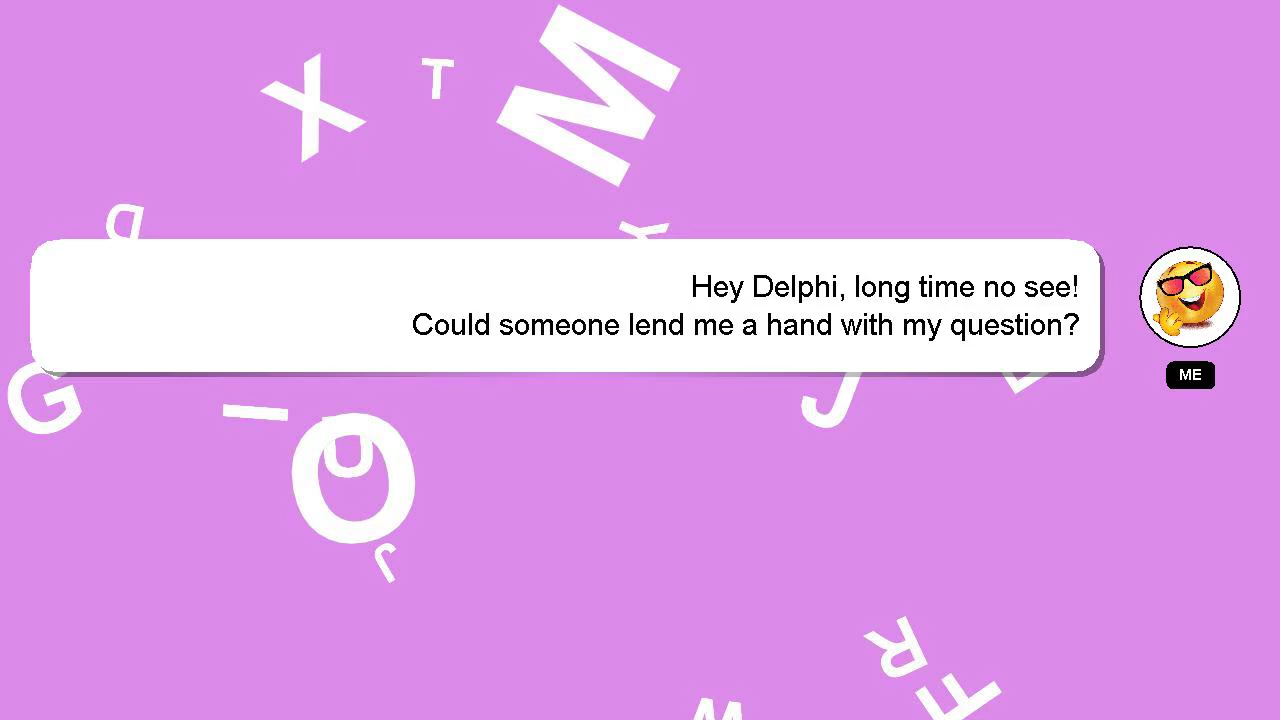 X
T
M
D
Y
Hey Delphi, long time no see!
Could someone lend me a hand with my question?
ME
G
I
O
U
J
J
R
F
W